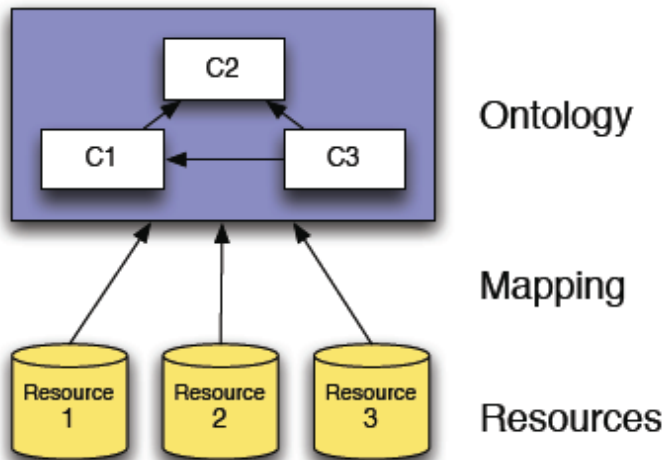 C2
Ontology
C1
C3
Mapping
Resource
1
Resource
2
Resource
3
Resources